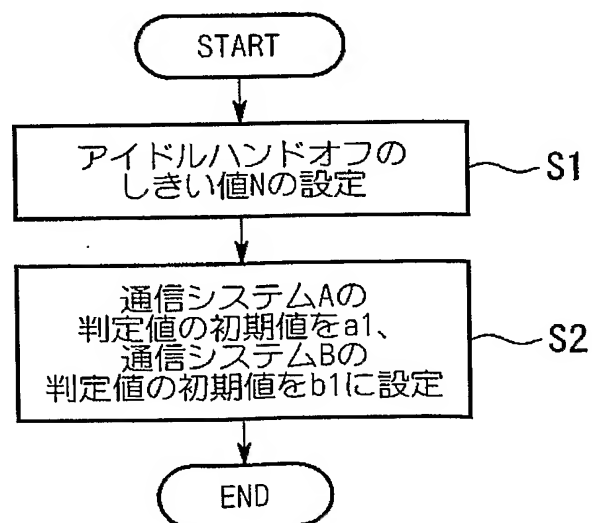 START
アイドルハンドオフの
しきい値Nの設定
S1
通信システムAの
判定値の初期値をa1、
通信システムBの
判定値の初期値をb1に設定
S2
END